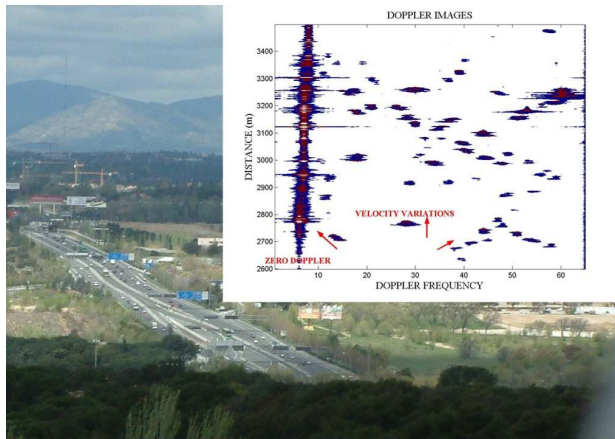 DOPPLER IMAGES
3400
3300
3200
3100
3000
2900
2800
2700
2600
DISTANCE (m)
VELOCITY VARIATIONS
ZERO DOPPLER
10 20 30 40 50 60
DOPPLER FREQUENCY